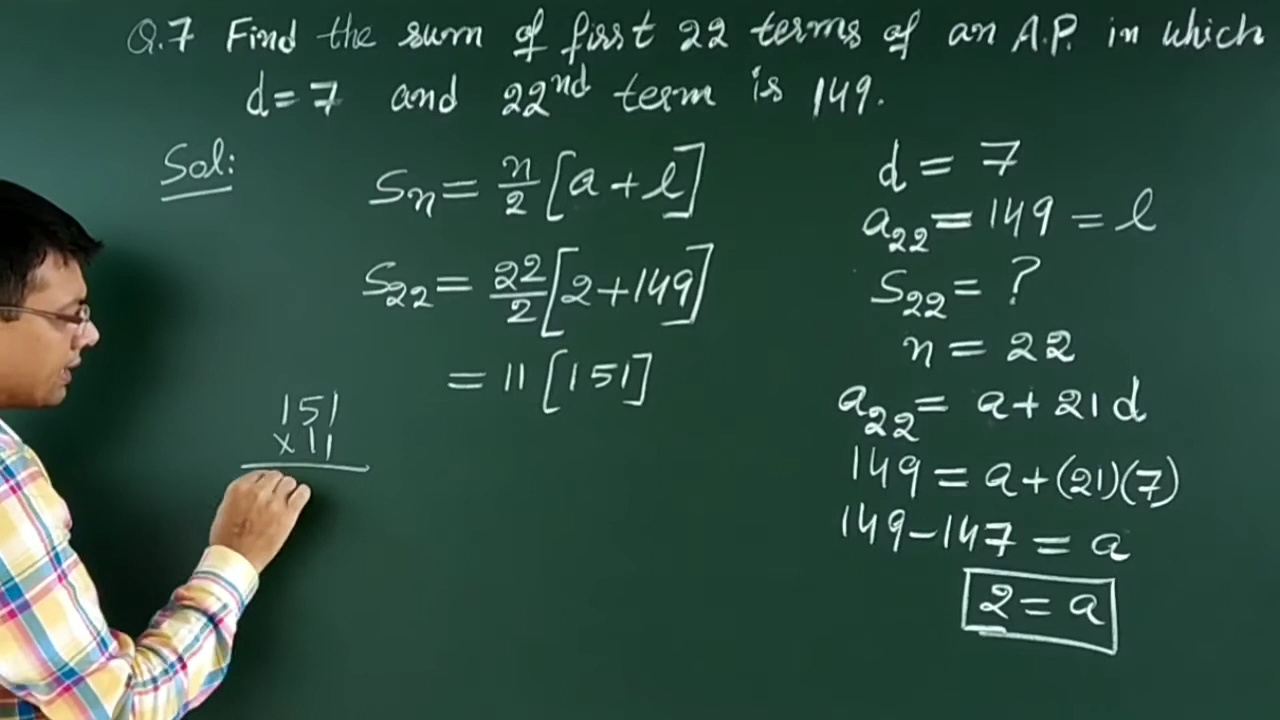 Q.7 Find the sum of first 22 terms of an A.P. in which
d = 7 and 22nd term is 149.
Sol:
Sn = n/2 [a + l]
S22 = 22/2 [2 + 149]
= 11 [151]
151
× 11
d = 7
a22 = 149 = l
S22 = ?
n = 22
a22 = a + 21d
149 = a + (21)(7)
149 - 147 = a
2 = a